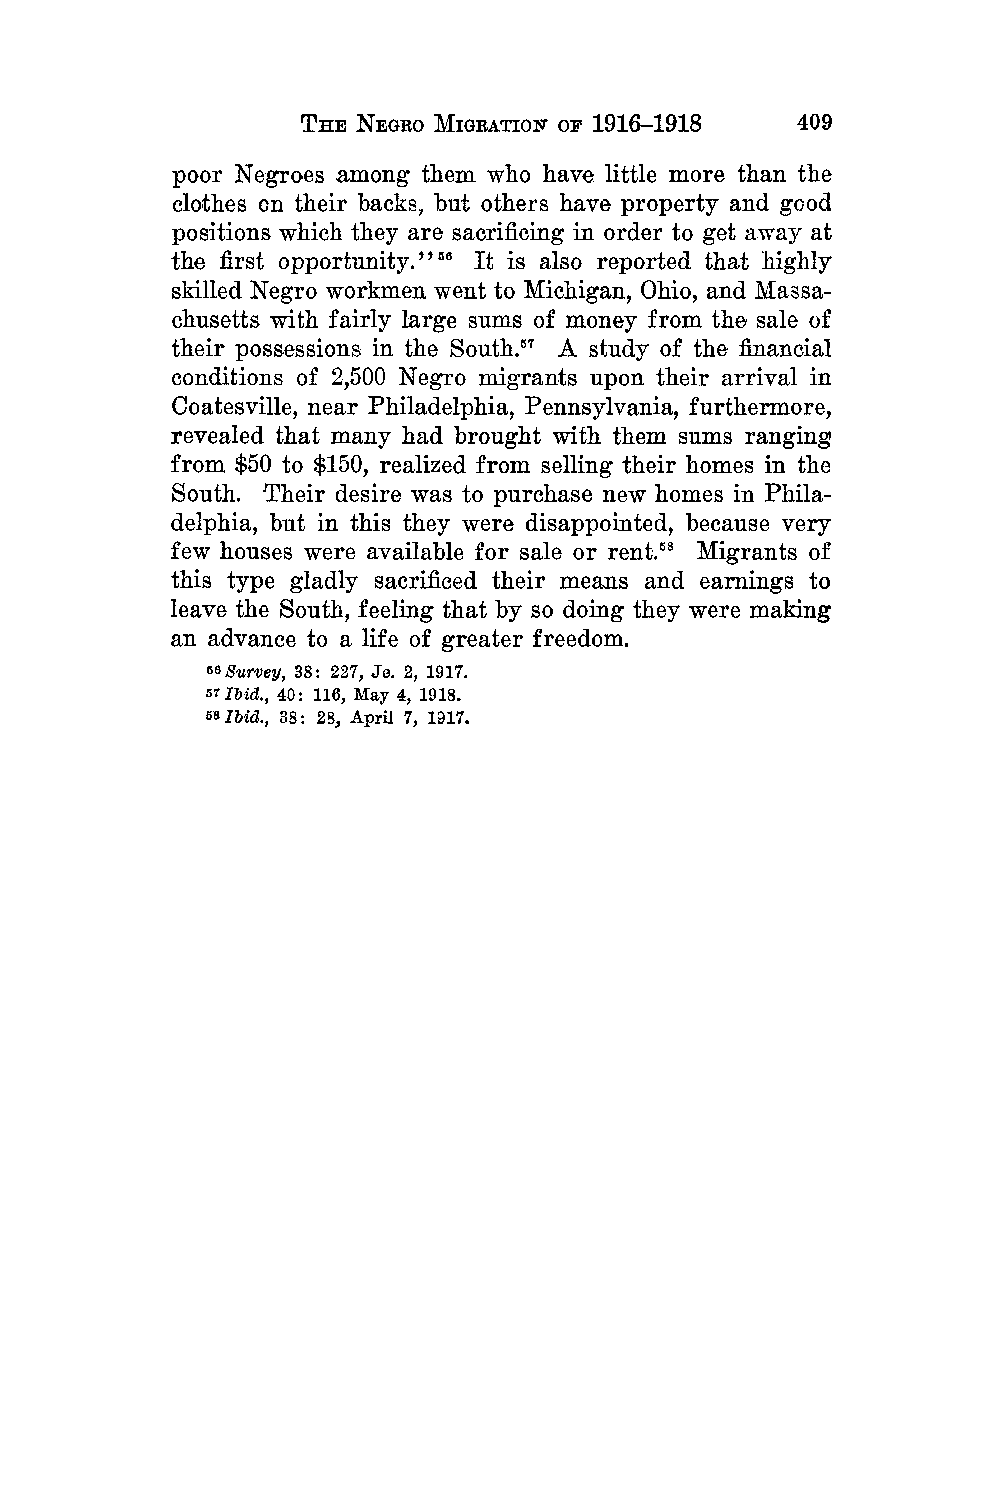 THE NEGRO MIGRATION OF 1916–1918 409
poor Negroes among them who have little more than the
clothes on their backs, but others have property and good
positions which they are sacrificing in order to get away at
the first opportunity.’’⁵⁶ It is also reported that highly
skilled Negro workmen went to Michigan, Ohio, and Massa-
chusetts with fairly large sums of money from the sale of
their possessions in the South.⁵⁷ A study of the financial
conditions of 2,500 Negro migrants upon their arrival in
Coatesville, near Philadelphia, Pennsylvania, furthermore,
revealed that many had brought with them sums ranging
from $50 to $150, realized from selling their homes in the
South. Their desire was to purchase new homes in Phila-
delphia, but in this they were disappointed, because very
few houses were available for sale or rent.⁵⁸ Migrants of
this type gladly sacrificed their means and earnings to
leave the South, feeling that by so doing they were making
an advance to a life of greater freedom.
⁵⁶ Survey, 38: 227, Je. 2, 1917.
⁵⁷ Ibid., 40: 116, May 4, 1918.
⁵⁸ Ibid., 38: 28, April 7, 1917.